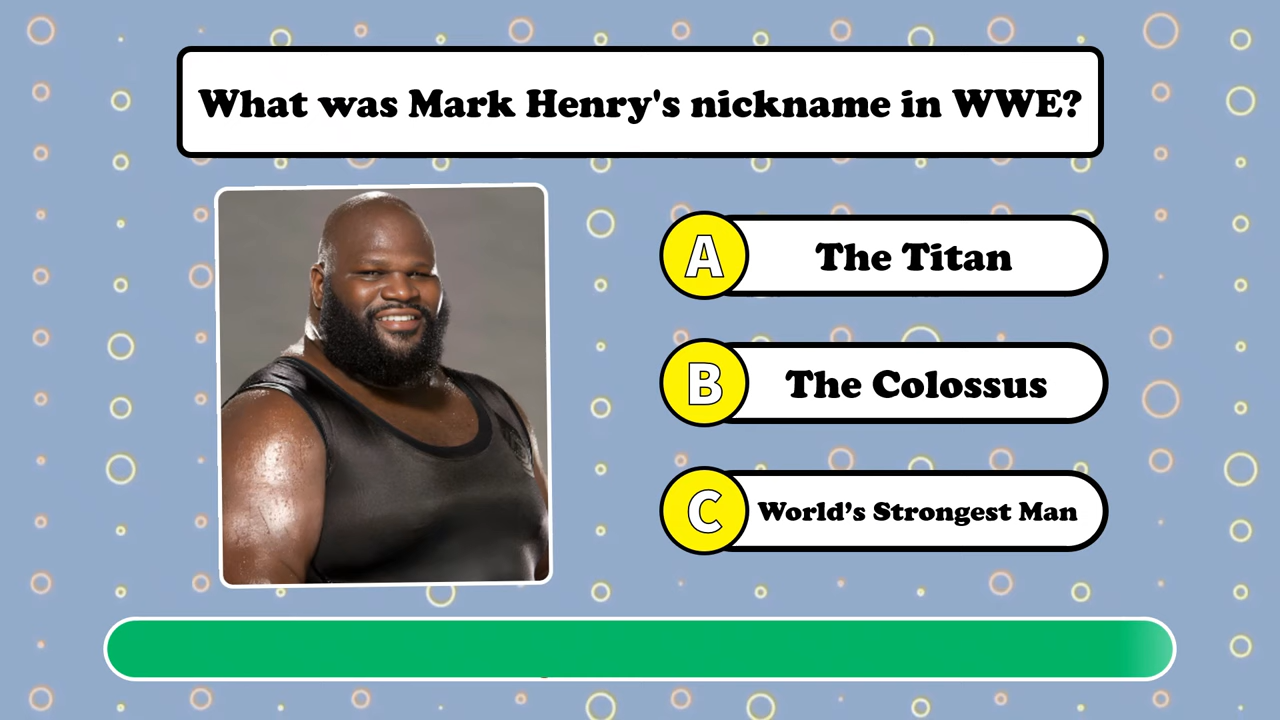 What was Mark Henry's nickname in WWE?
A
The Titan
B
The Colossus
C
World’s Strongest Man